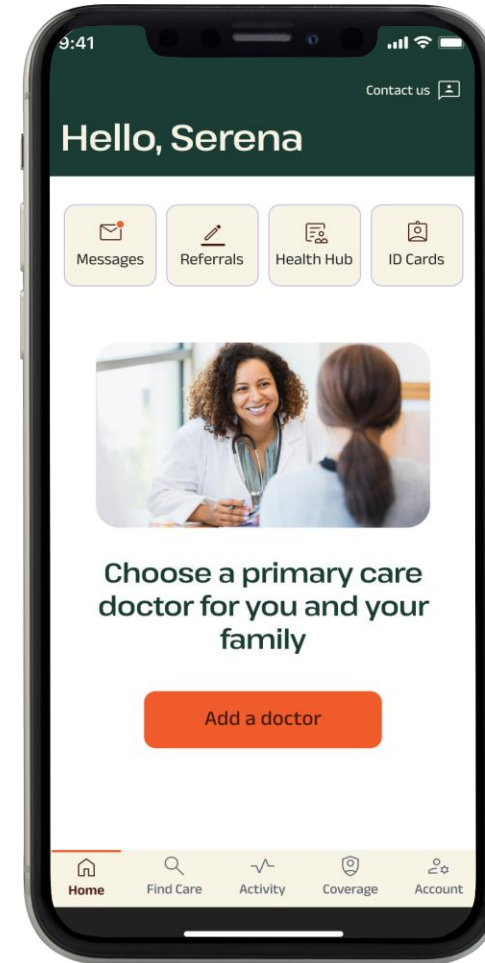 9:41
Contact us
Hello, Serena
Messages Referrals Health Hub ID Cards
Choose a primary care
doctor for you and your
family
Add a doctor
Home Find Care Activity Coverage Account